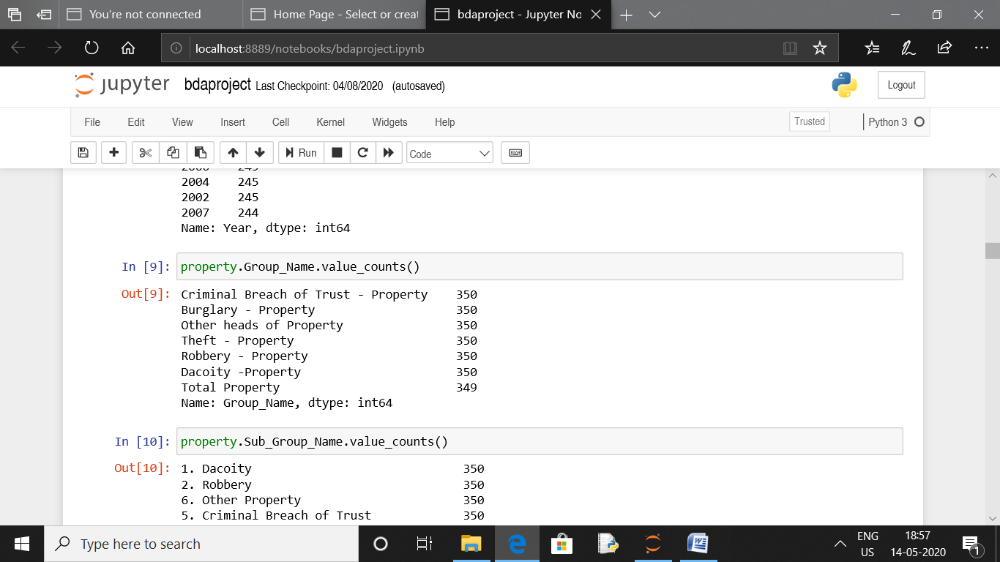 You're not connected
Home Page - Select or creat
bdaproject - Jupyter No
localhost:8889/notebooks/bdaproject.ipynb
jupyter bdaproject Last Checkpoint: 04/08/2020 (autosaved)
Logout
File Edit View Insert Cell Kernel Widgets Help
Trusted Python 3
Run Code
2004 245
2002 245
2007 244
Name: Year, dtype: int64
In [9]: property.Group_Name.value_counts()
Out[9]: Criminal Breach of Trust - Property 350
Burglary - Property 350
Other heads of Property 350
Theft - Property 350
Robbery - Property 350
Dacoity -Property 350
Total Property 349
Name: Group_Name, dtype: int64
In [10]: property.Sub_Group_Name.value_counts()
Out[10]: 1. Dacoity 350
2. Robbery 350
6. Other Property 350
5. Criminal Breach of Trust 350
Type here to search
ENG
US
18:57
14-05-2020
1